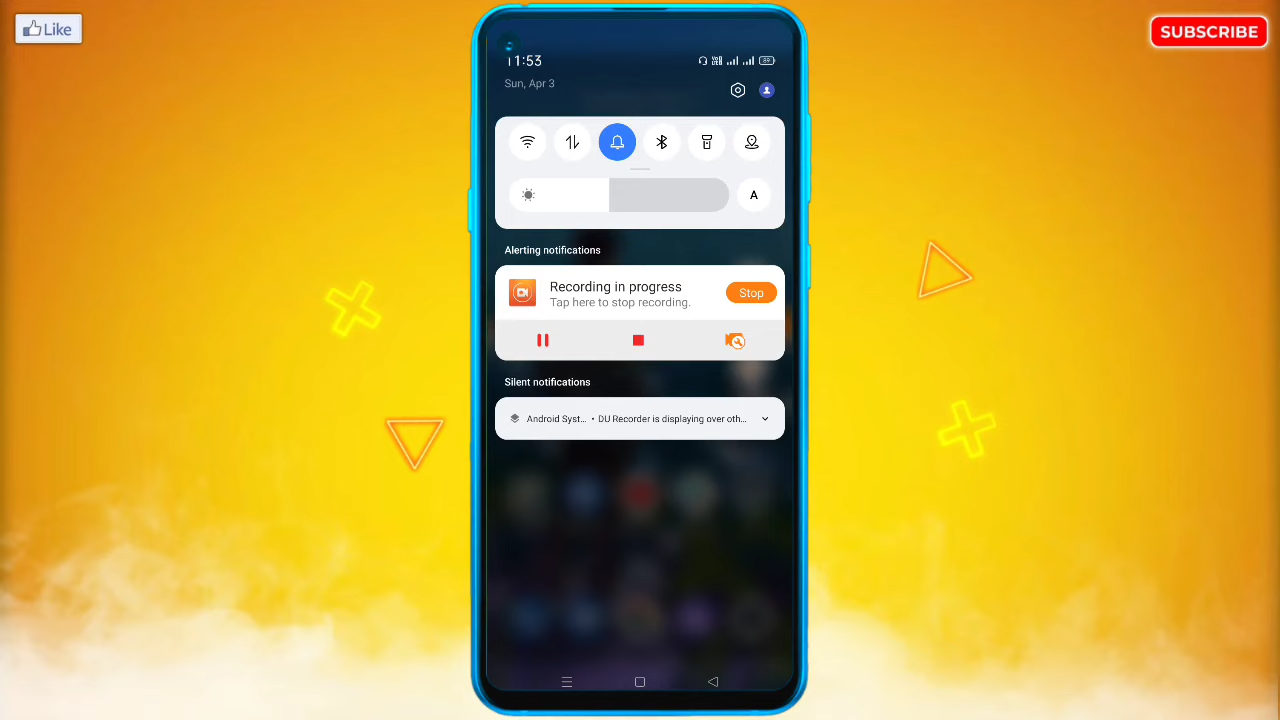 Like
SUBSCRIBE
11:53
Sun, Apr 3
A
Alerting notifications
Recording in progress
Tap here to stop recording.
Stop
Silent notifications
Android Syst... • DU Recorder is displaying over oth...